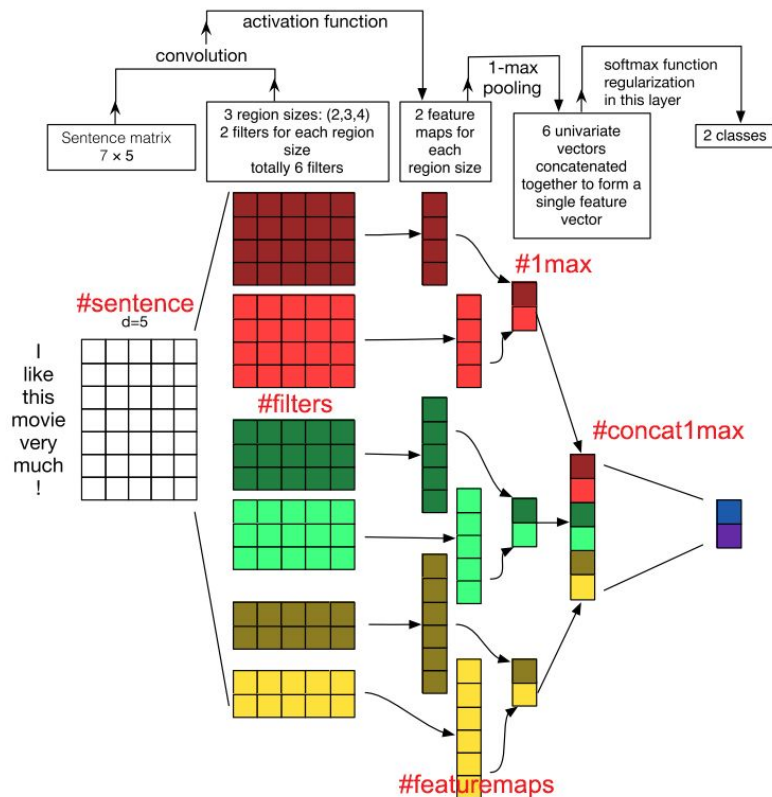 activation function
convolution
1-max
pooling
softmax function
regularization
in this layer
Sentence matrix
7 × 5
3 region sizes: (2,3,4)
2 filters for each region
size
totally 6 filters
2 feature
maps for
each
region size
6 univariate
vectors
concatenated
together to form a
single feature
vector
2 classes
#sentence
d=5
I
like
this
movie
very
much
!
#filters
#1max
#concat1max
#featuremaps